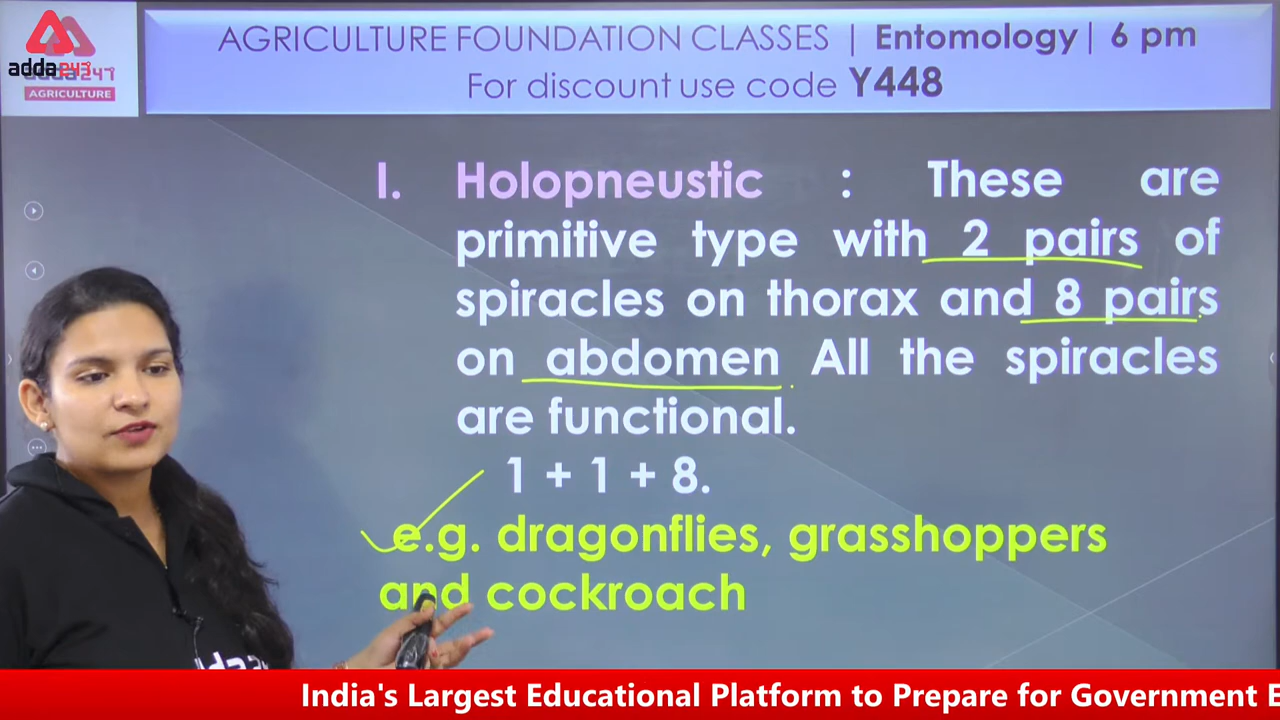 AGRICULTURE FOUNDATION CLASSES | Entomology| 6 pm
For discount use code Y448
adda247
adda247
AGRICULTURE
I. Holopneustic : These are
primitive type with 2 pairs of
spiracles on thorax and 8 pairs
on abdomen All the spiracles
are functional.
1 + 1 + 8.
e.g. dragonflies, grasshoppers
and cockroach
India's Largest Educational Platform to Prepare for Government E